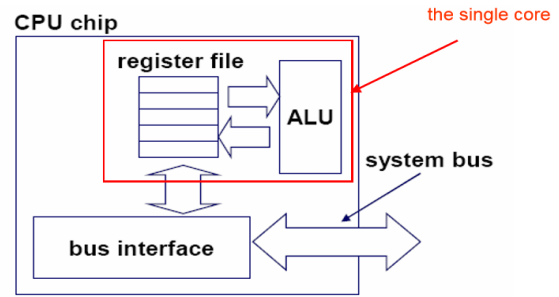 the single core
CPU chip
register file
ALU
system bus
bus interface